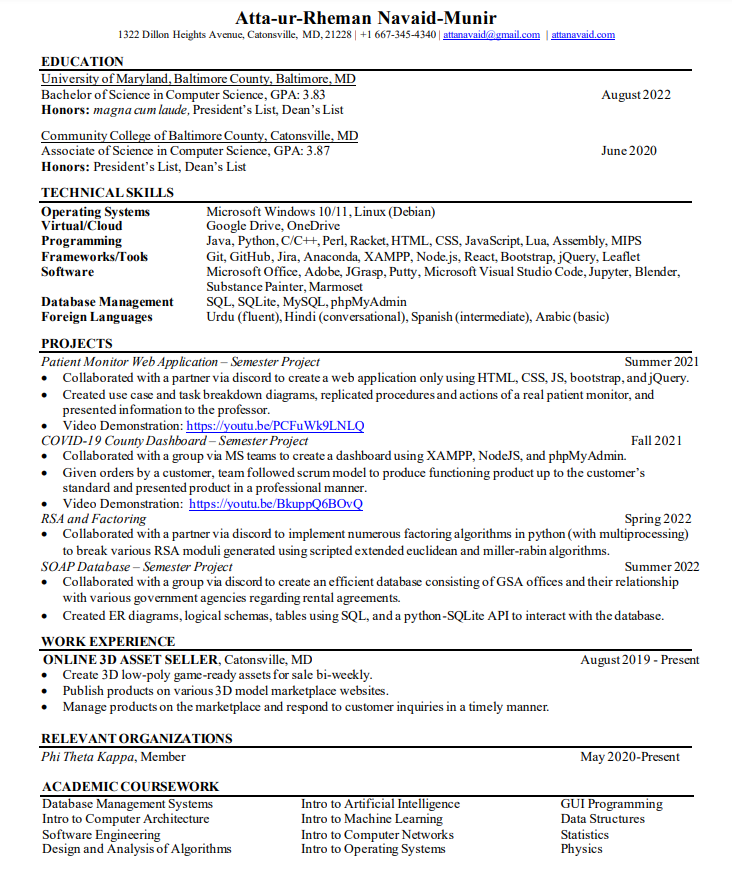 Atta-ur-Rheman Navaid-Munir
1322 Dillon Heights Avenue, Catonsville, MD, 21228 | +1 667-345-4340 | attanavaid@gmail.com | attanavaid.com
EDUCATION
University of Maryland, Baltimore County, Baltimore, MD
Bachelor of Science in Computer Science, GPA: 3.83 August 2022
Honors: magna cum laude, President's List, Dean's List
Community College of Baltimore County, Catonsville, MD
Associate of Science in Computer Science, GPA: 3.87 June 2020
Honors: President's List, Dean's List
TECHNICAL SKILLS
Operating Systems Microsoft Windows 10/11, Linux (Debian)
Virtual/Cloud Google Drive, OneDrive
Programming Java, Python, C/C++, Perl, Racket, HTML, CSS, JavaScript, Lua, Assembly, MIPS
Frameworks/Tools Git, GitHub, Jira, Anaconda, XAMPP, Node.js, React, Bootstrap, jQuery, Leaflet
Software Microsoft Office, Adobe, JGrasp, Putty, Microsoft Visual Studio Code, Jupyter, Blender,
Substance Painter, Marmoset
Database Management SQL, SQLite, MySQL, phpMyAdmin
Foreign Languages Urdu (fluent), Hindi (conversational), Spanish (intermediate), Arabic (basic)
PROJECTS
Patient Monitor Web Application – Semester Project Summer 2021
• Collaborated with a partner via discord to create a web application only using HTML, CSS, JS, bootstrap, and jQuery.
• Created use case and task breakdown diagrams, replicated procedures and actions of a real patient monitor, and
presented information to the professor.
• Video Demonstration: https://youtu.be/PCFuWk9LNLQ
COVID-19 County Dashboard – Semester Project Fall 2021
• Collaborated with a group via MS teams to create a dashboard using XAMPP, NodeJS, and phpMyAdmin.
• Given orders by a customer, team followed scrum model to produce functioning product up to the customer's
standard and presented product in a professional manner.
• Video Demonstration: https://youtu.be/BkuppQ6BOvQ
RSA and Factoring Spring 2022
• Collaborated with a partner via discord to implement numerous factoring algorithms in python (with multiprocessing)
to break various RSA moduli generated using scripted extended euclidean and miller-rabin algorithms.
SOAP Database – Semester Project Summer 2022
• Collaborated with a group via discord to create an efficient database consisting of GSA offices and their relationship
with various government agencies regarding rental agreements.
• Created ER diagrams, logical schemas, tables using SQL, and a python-SQLite API to interact with the database.
WORK EXPERIENCE
ONLINE 3D ASSET SELLER, Catonsville, MD August 2019 - Present
• Create 3D low-poly game-ready assets for sale bi-weekly.
• Publish products on various 3D model marketplace websites.
• Manage products on the marketplace and respond to customer inquiries in a timely manner.
RELEVANT ORGANIZATIONS
Phi Theta Kappa, Member May 2020-Present
ACADEMIC COURSEWORK
Database Management Systems Intro to Artificial Intelligence GUI Programming
Intro to Computer Architecture Intro to Machine Learning Data Structures
Software Engineering Intro to Computer Networks Statistics
Design and Analysis of Algorithms Intro to Operating Systems Physics